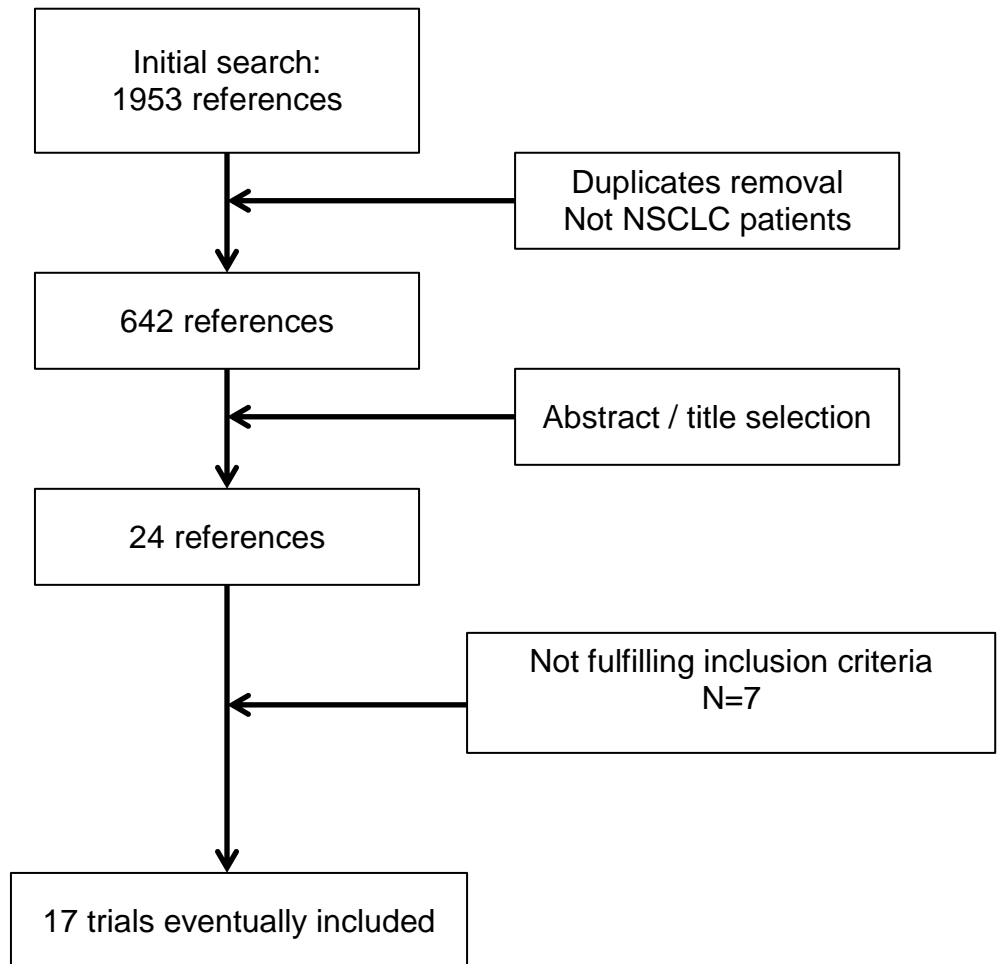 Initial search:
1953 references
Duplicates removal
Not NSCLC patients
642 references
Abstract / title selection
24 references
Not fulfilling inclusion criteria
N=7
17 trials eventually included